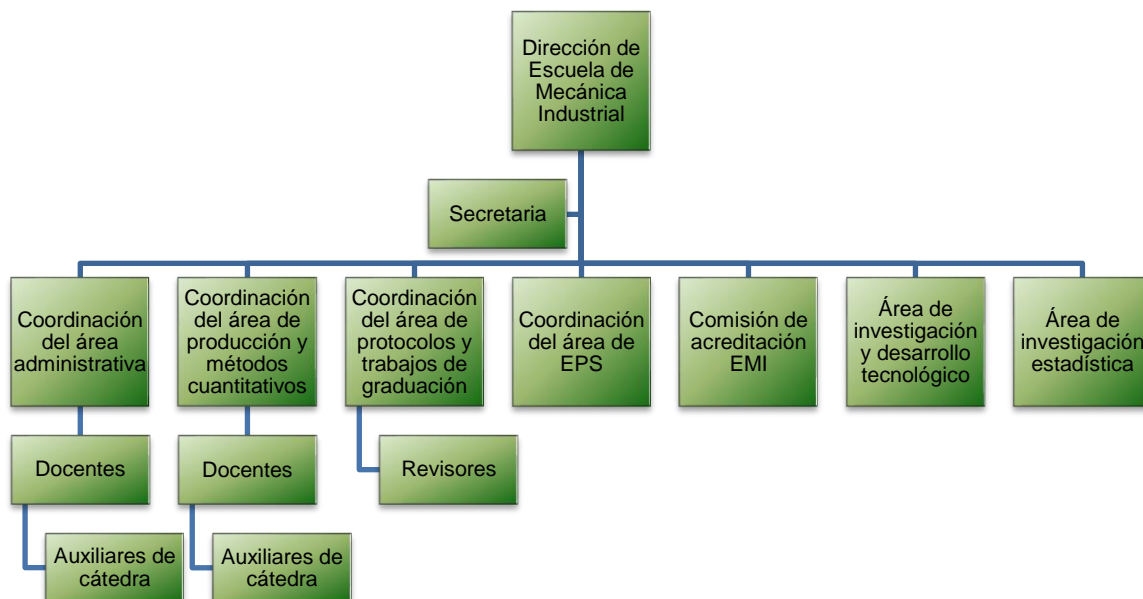 Dirección de
Escuela de
Mecánica
Industrial
Secretaria
Coordinación
del área
administrativa
Coordinación
del área de
producción y
métodos
cuantitativos
Coordinación
del área de
protocolos y
trabajos de
graduación
Coordinación
del área de
EPS
Comisión de
acreditación
EMI
Área de
investigación
y desarrollo
tecnológico
Área de
investigación
estadística
Docentes
Docentes
Revisores
Auxiliares de
cátedra
Auxiliares de
cátedra